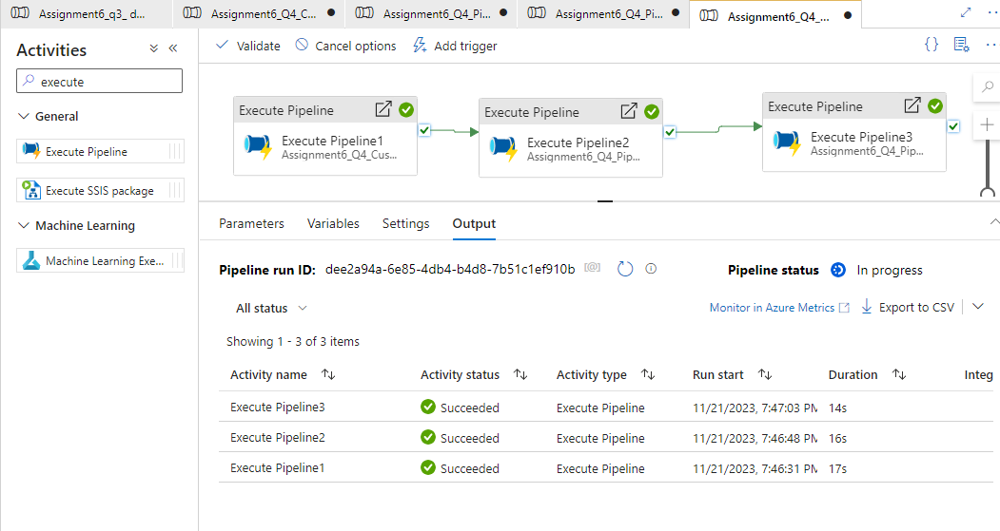 Assignment6_q3_ d...
Assignment6_Q4_C...
Assignment6_Q4_Pi...
Assignment6_Q4_Pi...
Assignment6_Q4_...
Activities
execute
General
Execute Pipeline
Execute SSIS package
Machine Learning
Machine Learning Exe...
Validate
Cancel options
Add trigger
{}
Execute Pipeline
Execute Pipeline1
Assignment6_Q4_Cus...
Execute Pipeline
Execute Pipeline2
Assignment6_Q4_Pip...
Execute Pipeline
Execute Pipeline3
Assignment6_Q4_Pip...
Parameters
Variables
Settings
Output
Pipeline run ID: dee2a94a-6e85-4db4-b4d8-7b51c1ef910b [@]
Pipeline status In progress
All status
Monitor in Azure Metrics
Export to CSV
Showing 1 - 3 of 3 items
Activity name Activity status Activity type Run start Duration Integ
Execute Pipeline3 Succeeded Execute Pipeline 11/21/2023, 7:47:03 PM 14s
Execute Pipeline2 Succeeded Execute Pipeline 11/21/2023, 7:46:48 PM 16s
Execute Pipeline1 Succeeded Execute Pipeline 11/21/2023, 7:46:31 PM 17s